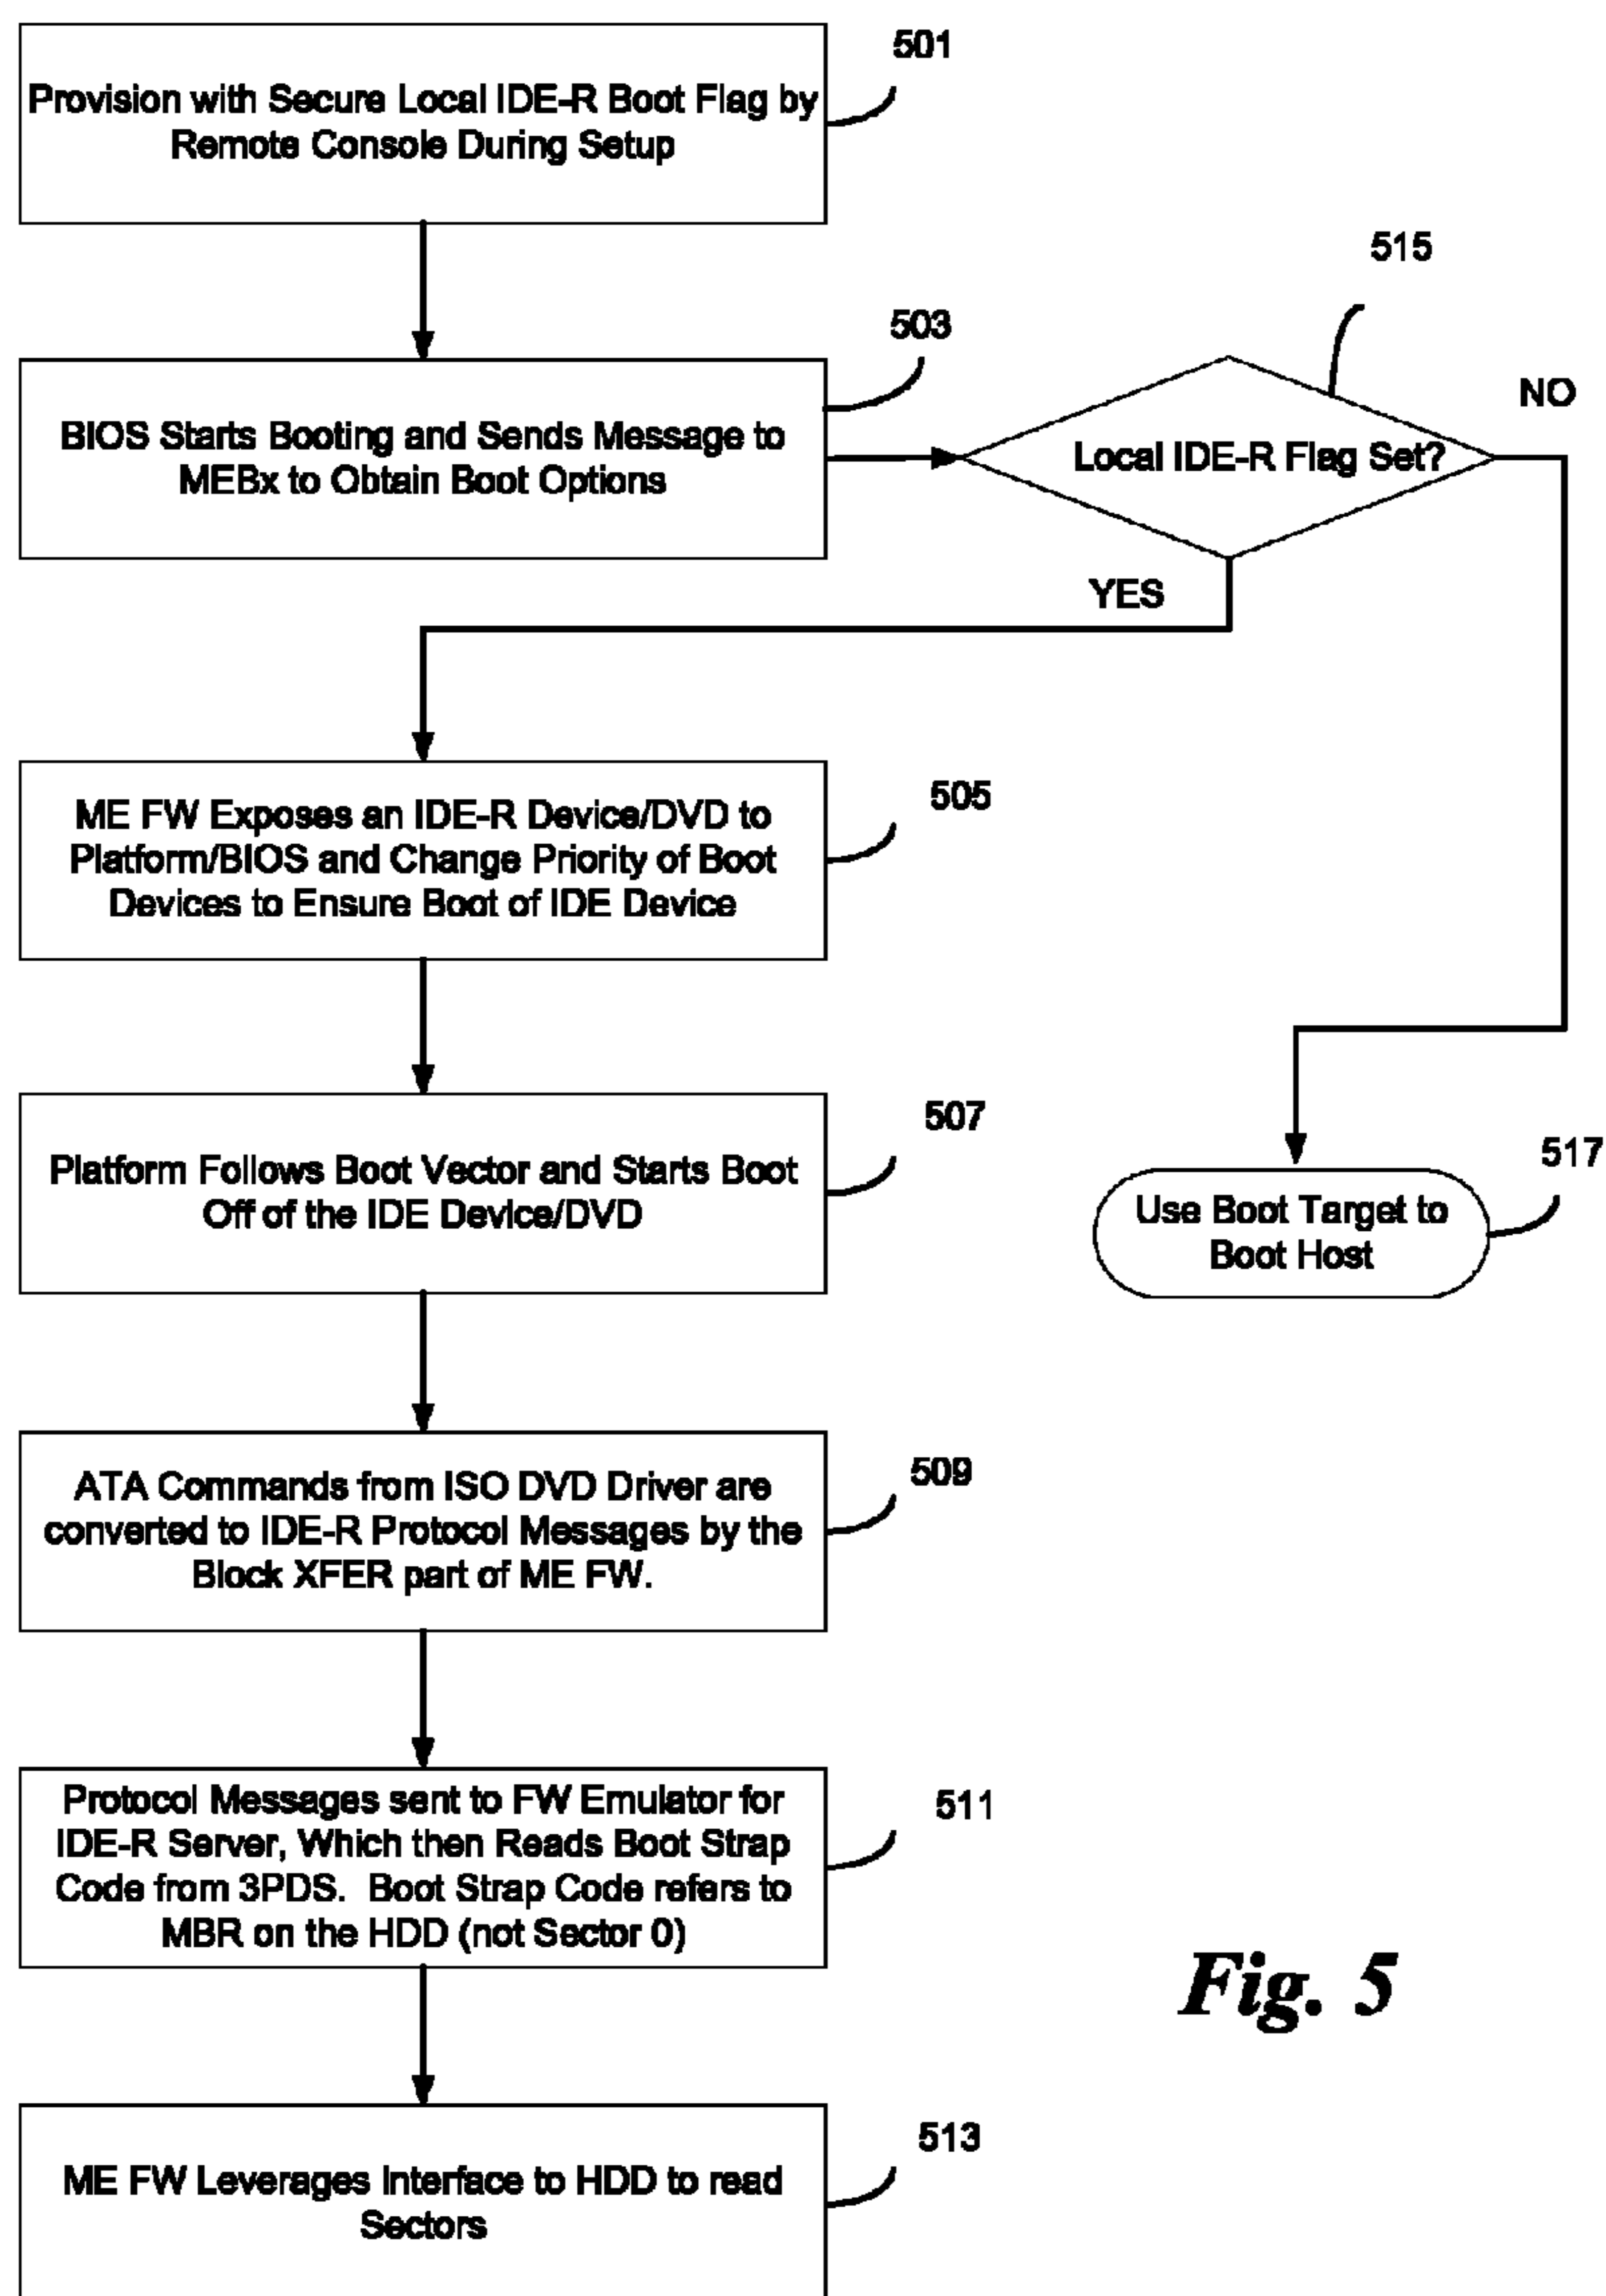 501
Provision with Secure Local IDE-R Boot Flag by
Remote Console During Setup
515
503
NO
BIOS Starts Booting and Sends Message to
MEBx to Obtain Boot Options
Local IDE-R Flag Set?
YES
505
ME FW Exposes an IDE-R Device/DVD to
Platform/BIOS and Change Priority of Boot
Devices to Ensure Boot of IDE Device
507
Platform Follows Boot Vector and Starts Boot
Off of the IDE Device/DVD
517
Use Boot Target to
Boot Host
509
ATA Commands from ISO DVD Driver are
converted to IDE-R Protocol Messages by the
Block XFER part of ME FW.
511
Protocol Messages sent to FW Emulator for
IDE-R Server, Which then Reads Boot Strap
Code from 3PDS.  Boot Strap Code refers to
MBR on the HDD (not Sector 0)
Fig. 5
513
ME FW Leverages Interface to HDD to read
Sectors